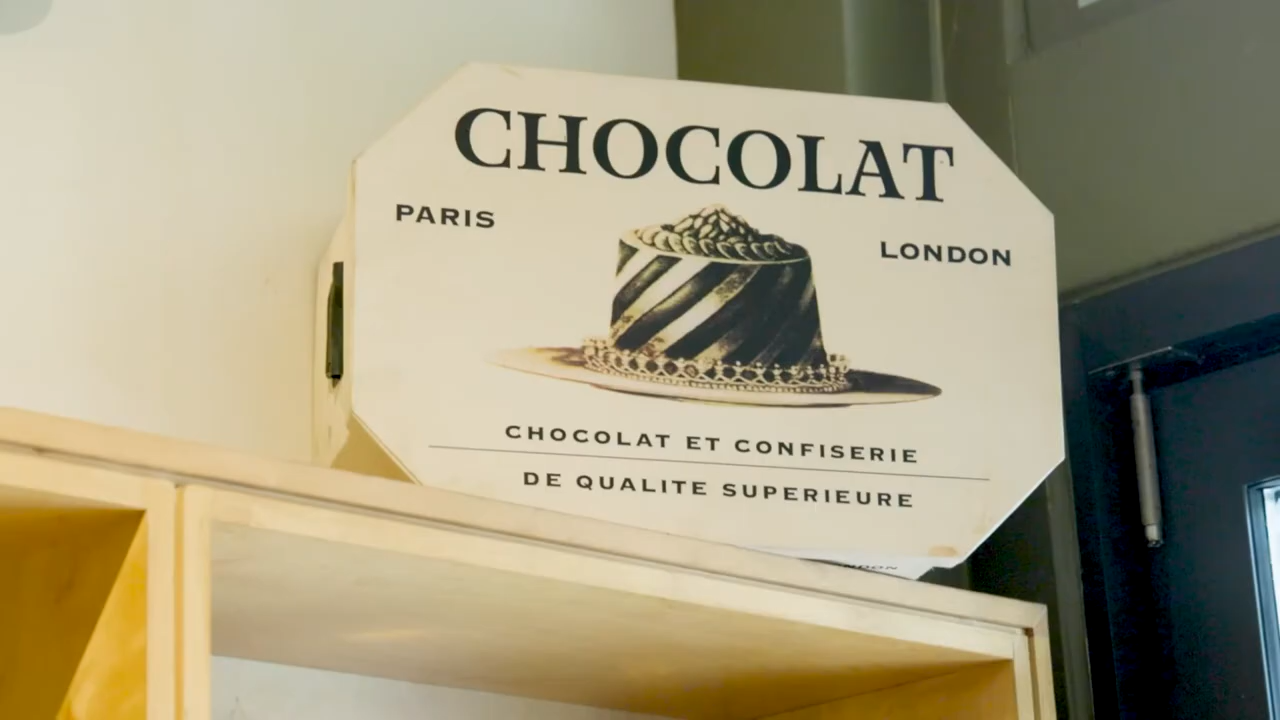 CHOCOLAT
PARIS
LONDON
CHOCOLAT ET CONFISERIE
DE QUALITE SUPERIEURE